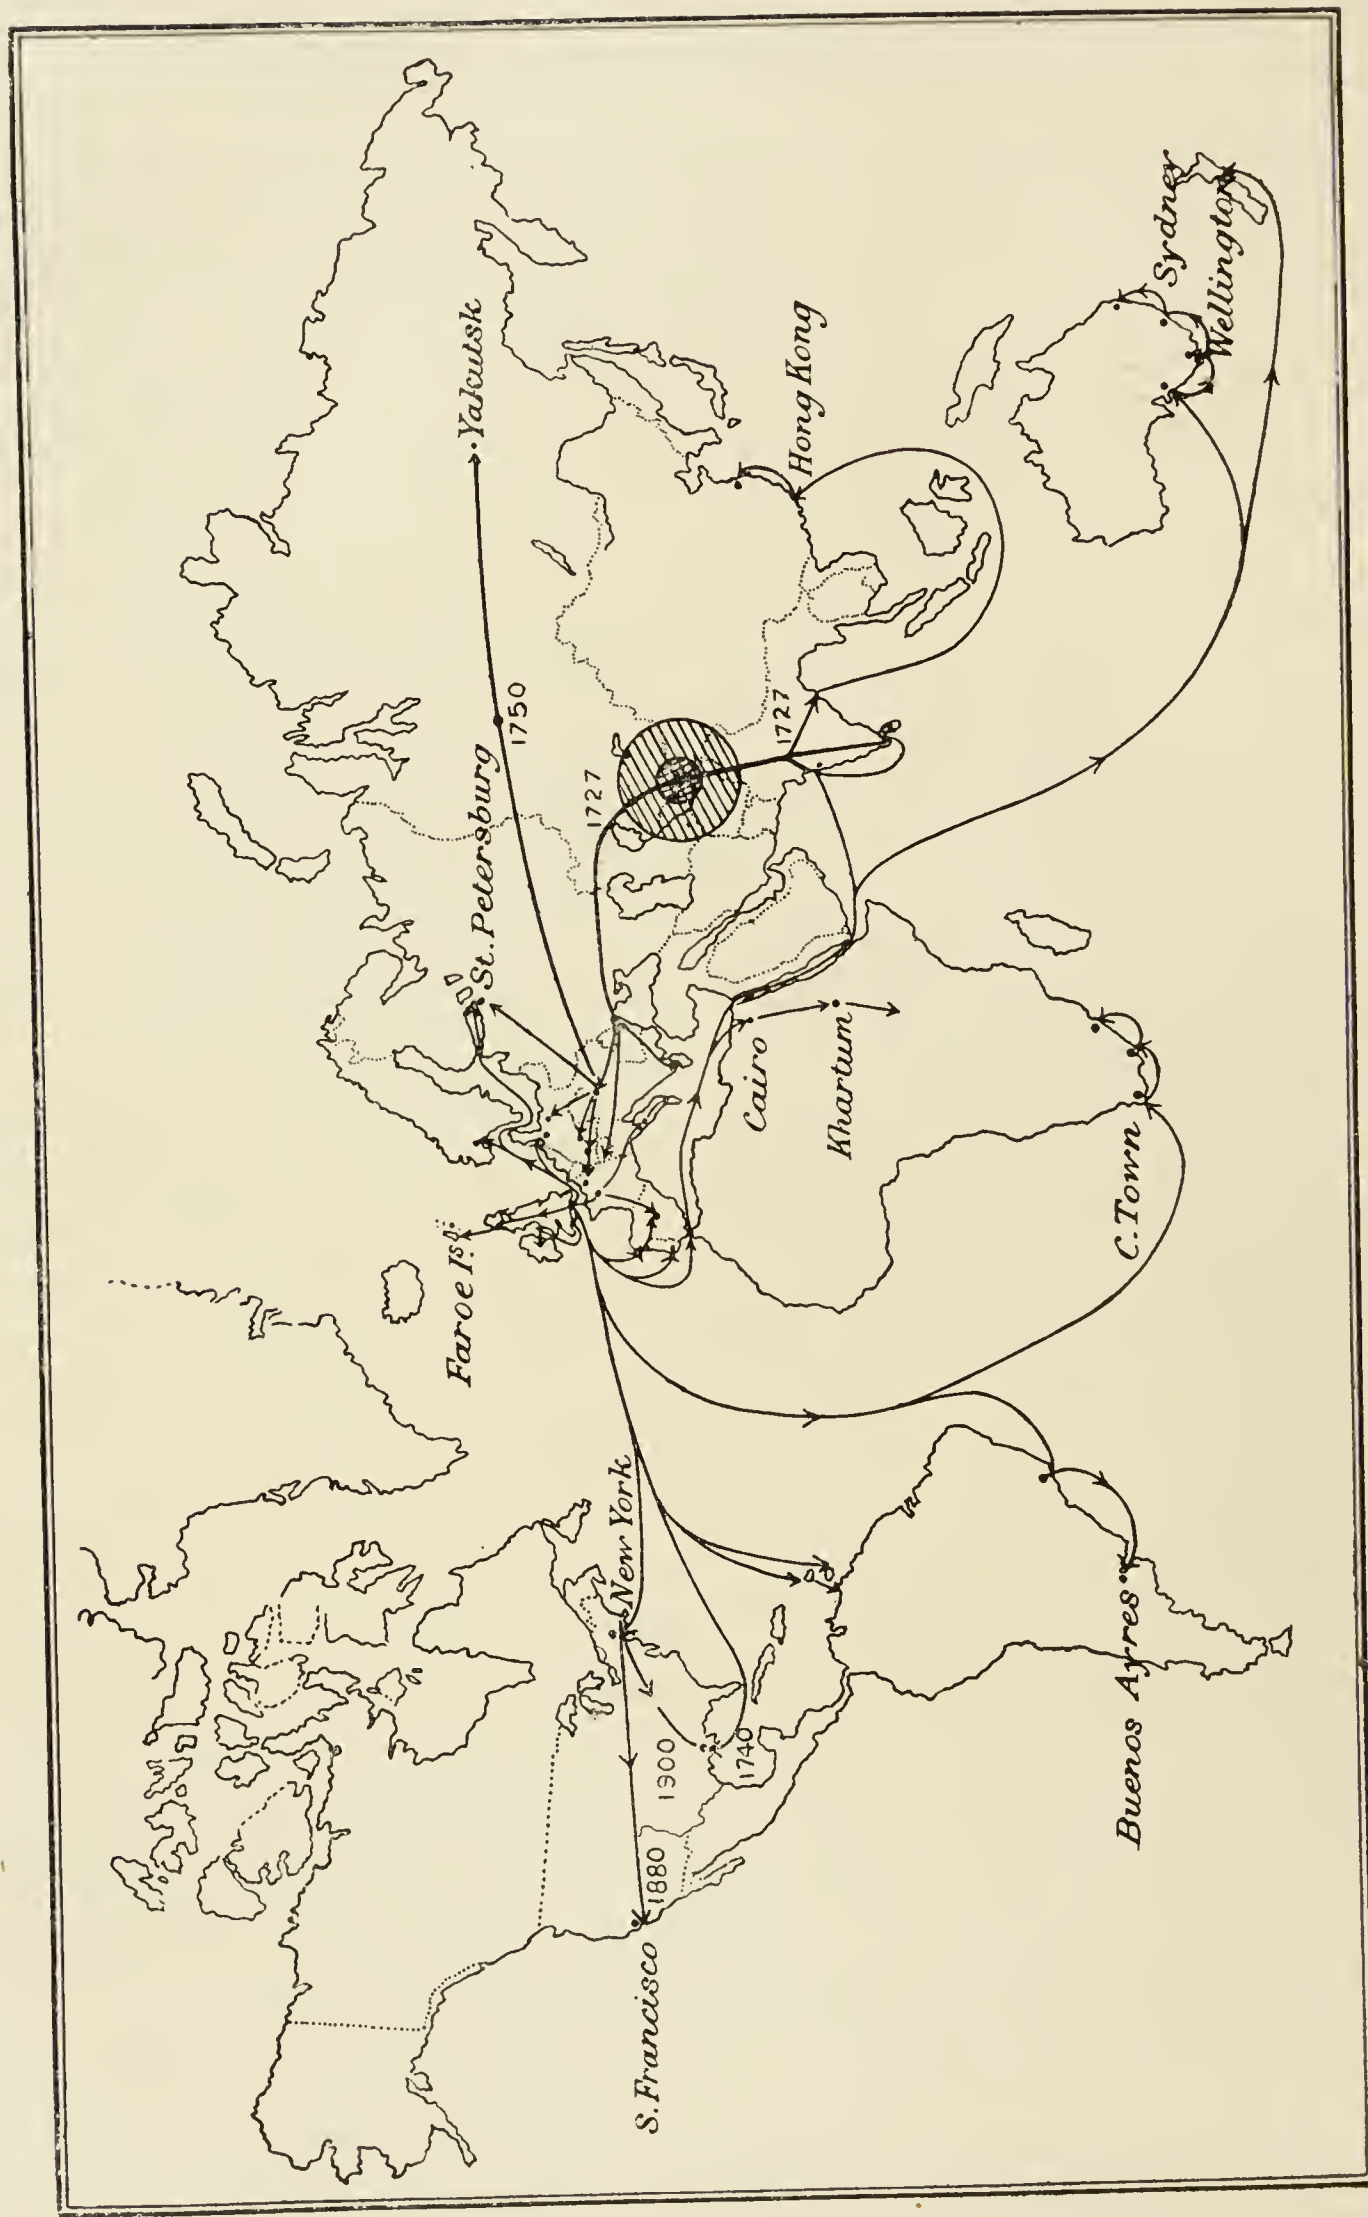 Yakutsk
1750
St. Petersburg
1727
1727
Hong Kong
Sydney
Wellington
Cairo
Khartum
C. Town
Faroe Is.
New York
1300
1740
1880
S. Francisco
Buenos Ayres